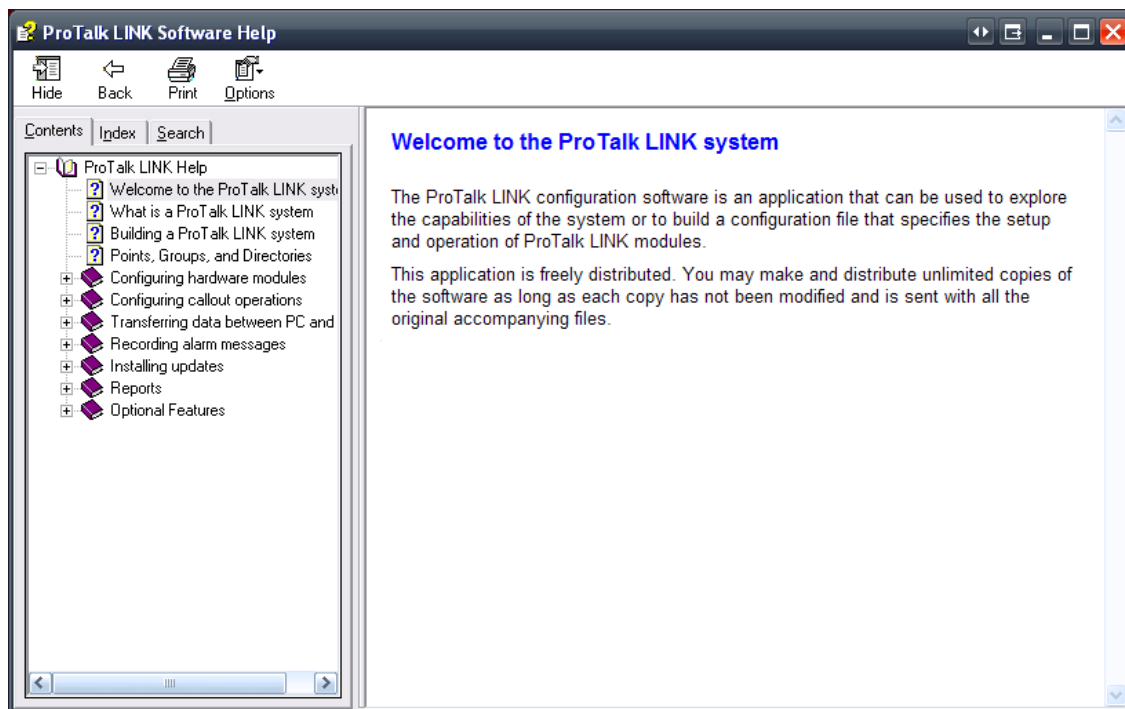 ProTalk LINK Software Help
Hide Back Print Options
Contents Index Search
ProTalk LINK Help
Welcome to the ProTalk LINK syst
What is a ProTalk LINK system
Building a ProTalk LINK system
Points, Groups, and Directories
Configuring hardware modules
Configuring callout operations
Transferring data between PC and
Recording alarm messages
Installing updates
Reports
Optional Features
Welcome to the ProTalk LINK system
The ProTalk LINK configuration software is an application that can be used to explore
the capabilities of the system or to build a configuration file that specifies the setup
and operation of ProTalk LINK modules.
This application is freely distributed. You may make and distribute unlimited copies of
the software as long as each copy has not been modified and is sent with all the
original accompanying files.